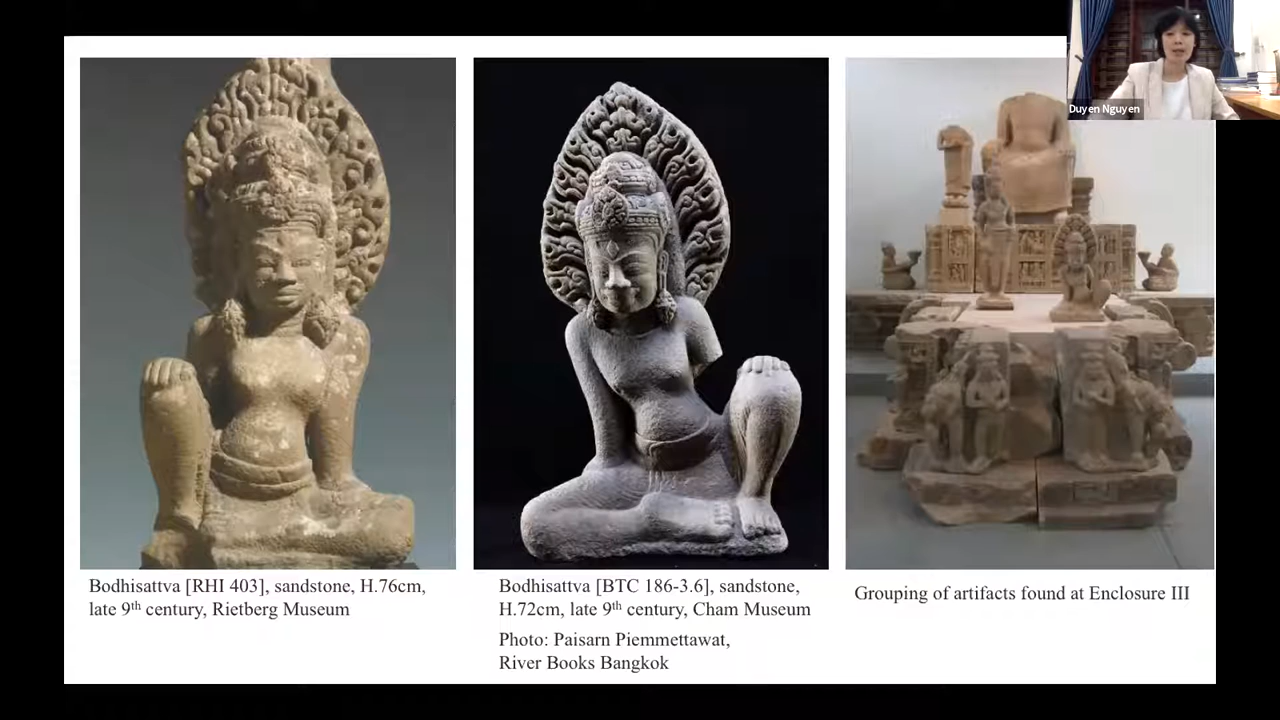 Duyen Nguyen
Bodhisattva [RHI 403], sandstone, H.76cm,
late 9th century, Rietberg Museum
Bodhisattva [BTC 186-3.6], sandstone,
H.72cm, late 9th century, Cham Museum
Photo: Paisarn Piemmettawat,
River Books Bangkok
Grouping of artifacts found at Enclosure III